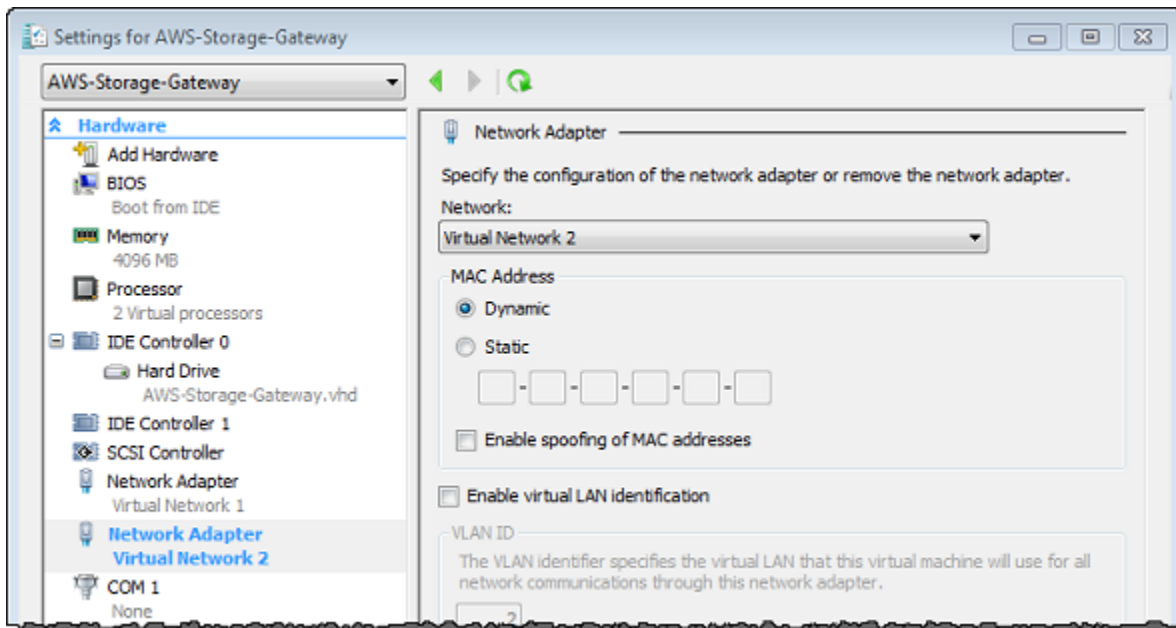 Settings for AWS-Storage-Gateway
AWS-Storage-Gateway
Hardware
Add Hardware
BIOS
Boot from IDE
Memory
4096 MB
Processor
2 Virtual processors
IDE Controller 0
Hard Drive
AWS-Storage-Gateway.vhd
IDE Controller 1
SCSI Controller
Network Adapter
Virtual Network 1
Network Adapter
Virtual Network 2
COM 1
None
Network Adapter
Specify the configuration of the network adapter or remove the network adapter.
Network:
Virtual Network 2
MAC Address
Dynamic
Static
- - - - -
Enable spoofing of MAC addresses
Enable virtual LAN identification
VLAN ID
The VLAN identifier specifies the virtual LAN that this virtual machine will use for all
network communications through this network adapter.
2